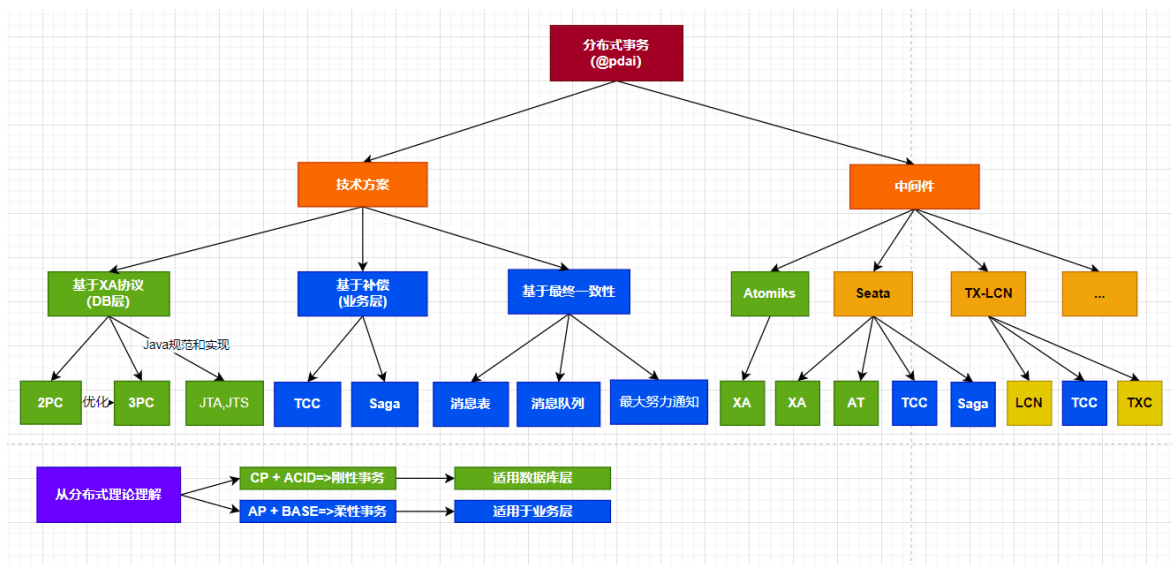 分布式事务
(@pdai)
技术方案
中间件
基于XA协议
(DB层)
基于补偿
(业务层)
基于最终一致性
Atomiks
Seata
TX-LCN
...
Java规范和实现
2PC
优化
3PC
JTA,JTS
TCC
Saga
消息表
消息队列
最大努力通知
XA
XA
AT
TCC
Saga
LCN
TCC
TXC
从分布式理论理解
CP + ACID=>刚性事务
适用数据库层
AP + BASE=>柔性事务
适用于业务层